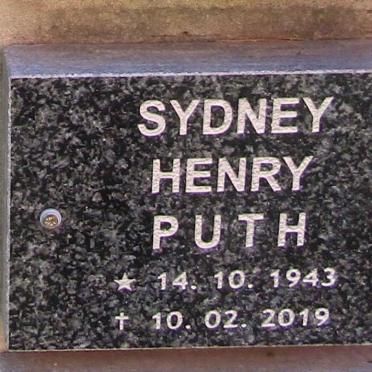 SYDNEY
HENRY
PUTH
★ 14. 10. 1943
† 10. 02. 2019